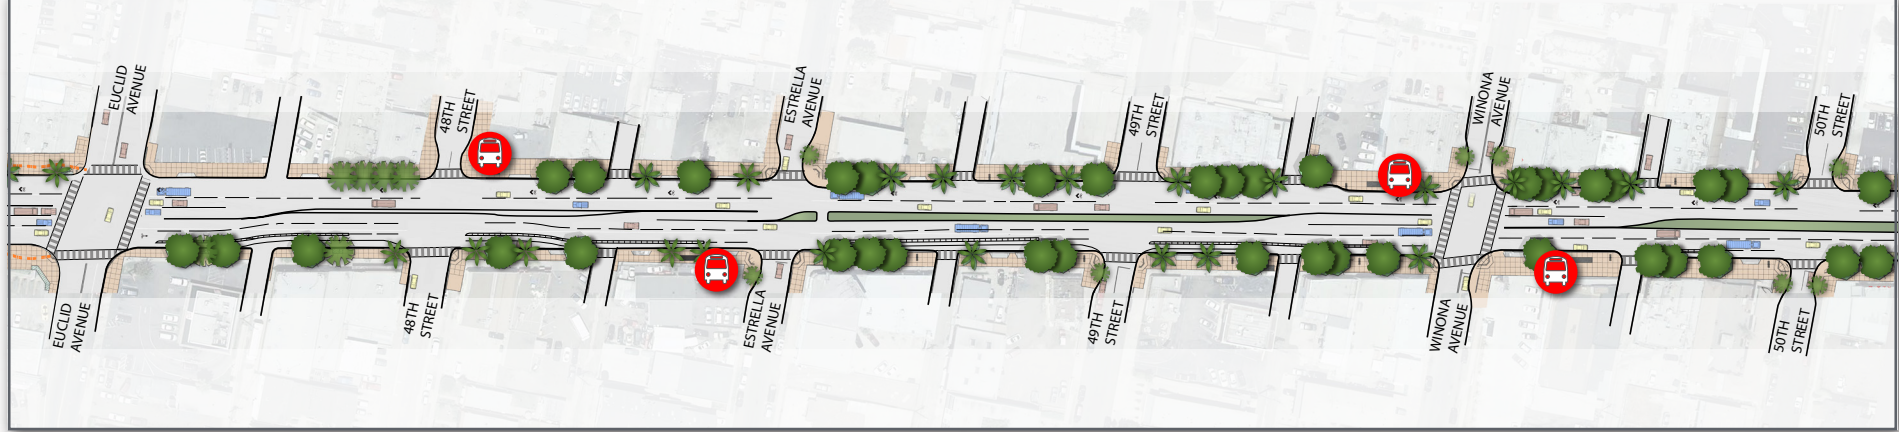 EUCLID
AVENUE
48TH
STREET
ESTRELLA
AVENUE
49TH
STREET
WINONA
AVENUE
50TH
STREET
EUCLID
AVENUE
48TH
STREET
ESTRELLA
AVENUE
49TH
STREET
WINONA
AVENUE
50TH
STREET